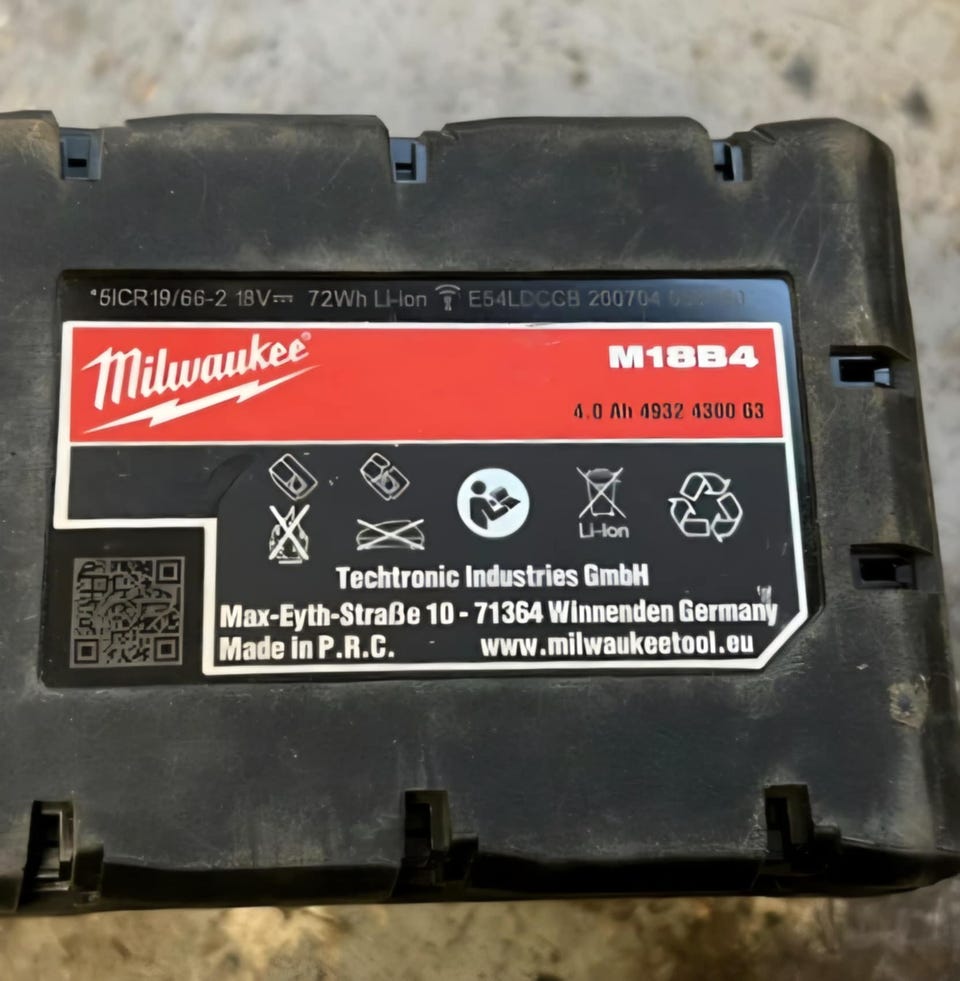 *5ICR19/66-2 18V⎓ 72Wh Li-Ion E54LDCCB 200704
Milwaukee®
M18B4
4.0 Ah 4932 4300 63
Li-Ion
Techtronic Industries GmbH
Max-Eyth-Straße 10 - 71364 Winnenden Germany
Made in P.R.C. www.milwaukeetool.eu